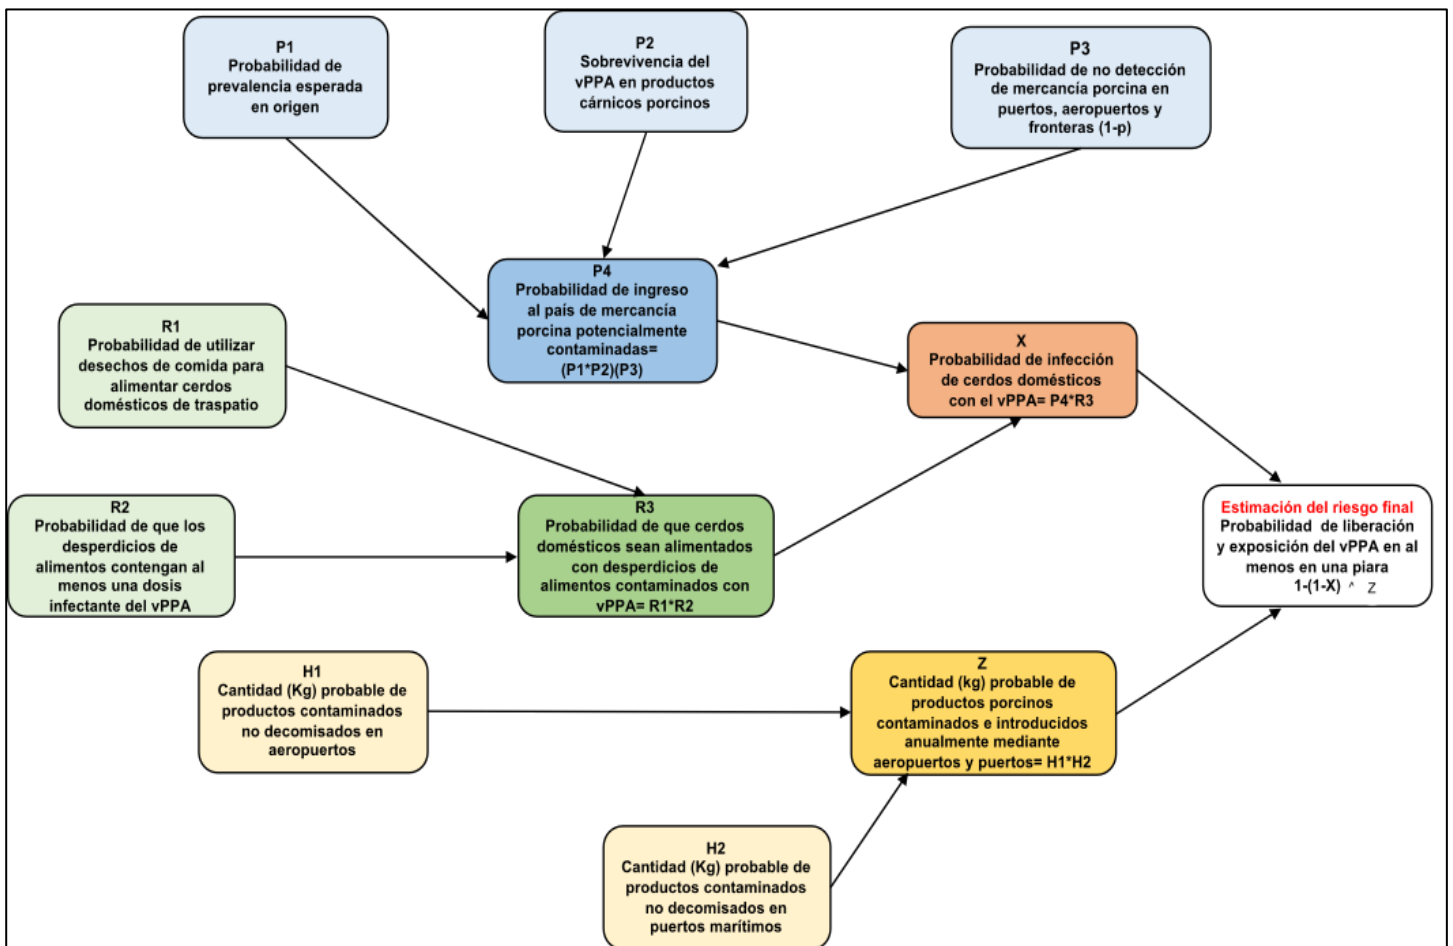 P1
Probabilidad de
prevalencia esperada
en origen
P2
Sobrevivencia del
vPPA en productos
cárnicos porcinos
P3
Probabilidad de no detección
de mercancía porcina en
puertos, aeropuertos y
fronteras (1-p)
P4
Probabilidad de ingreso
al país de mercancía
porcina potencialmente
contaminadas=
(P1*P2)(P3)
R1
Probabilidad de utilizar
desechos de comida para
alimentar cerdos
domésticos de traspatio
X
Probabilidad de infección
de cerdos domésticos
con el vPPA= P4*R3
R2
Probabilidad de que los
desperdicios de
alimentos contengan al
menos una dosis
infectante del vPPA
R3
Probabilidad de que cerdos
domésticos sean alimentados
con desperdicios de
alimentos contaminados con
vPPA= R1*R2
Estimación del riesgo final
Probabilidad de liberación
y exposición del vPPA en al
menos en una piara
1-(1-X) ^ Z
H1
Cantidad (Kg) probable de
productos contaminados
no decomisados en
aeropuertos
Z
Cantidad (kg) probable de
productos porcinos
contaminados e introducidos
anualmente mediante
aeropuertos y puertos= H1*H2
H2
Cantidad (Kg) probable de
productos contaminados
no decomisados en
puertos marítimos